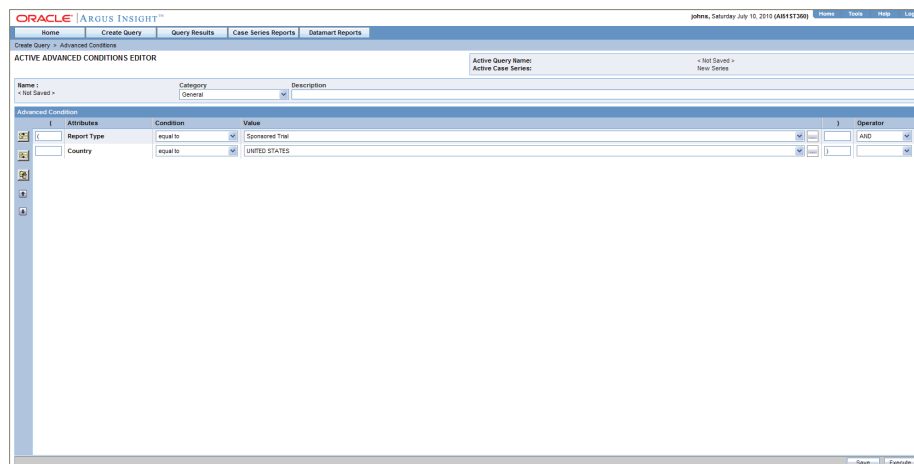 ORACLE® ARGUS INSIGHT™
johns, Saturday July 10, 2010 (AI51ST360) Home Tools Help
Home Create Query Query Results Case Series Reports Datamart Reports
Create Query > Advanced Conditions
ACTIVE ADVANCED CONDITIONS EDITOR
Active Query Name: < Not Saved >
Active Case Series: New Series
Name : Category Description
< Not Saved > General
Advanced Condition
( Attributes Condition Value ) Operator
( Report Type equal to Sponsored Trial AND
Country equal to UNITED STATES )
Save Execute